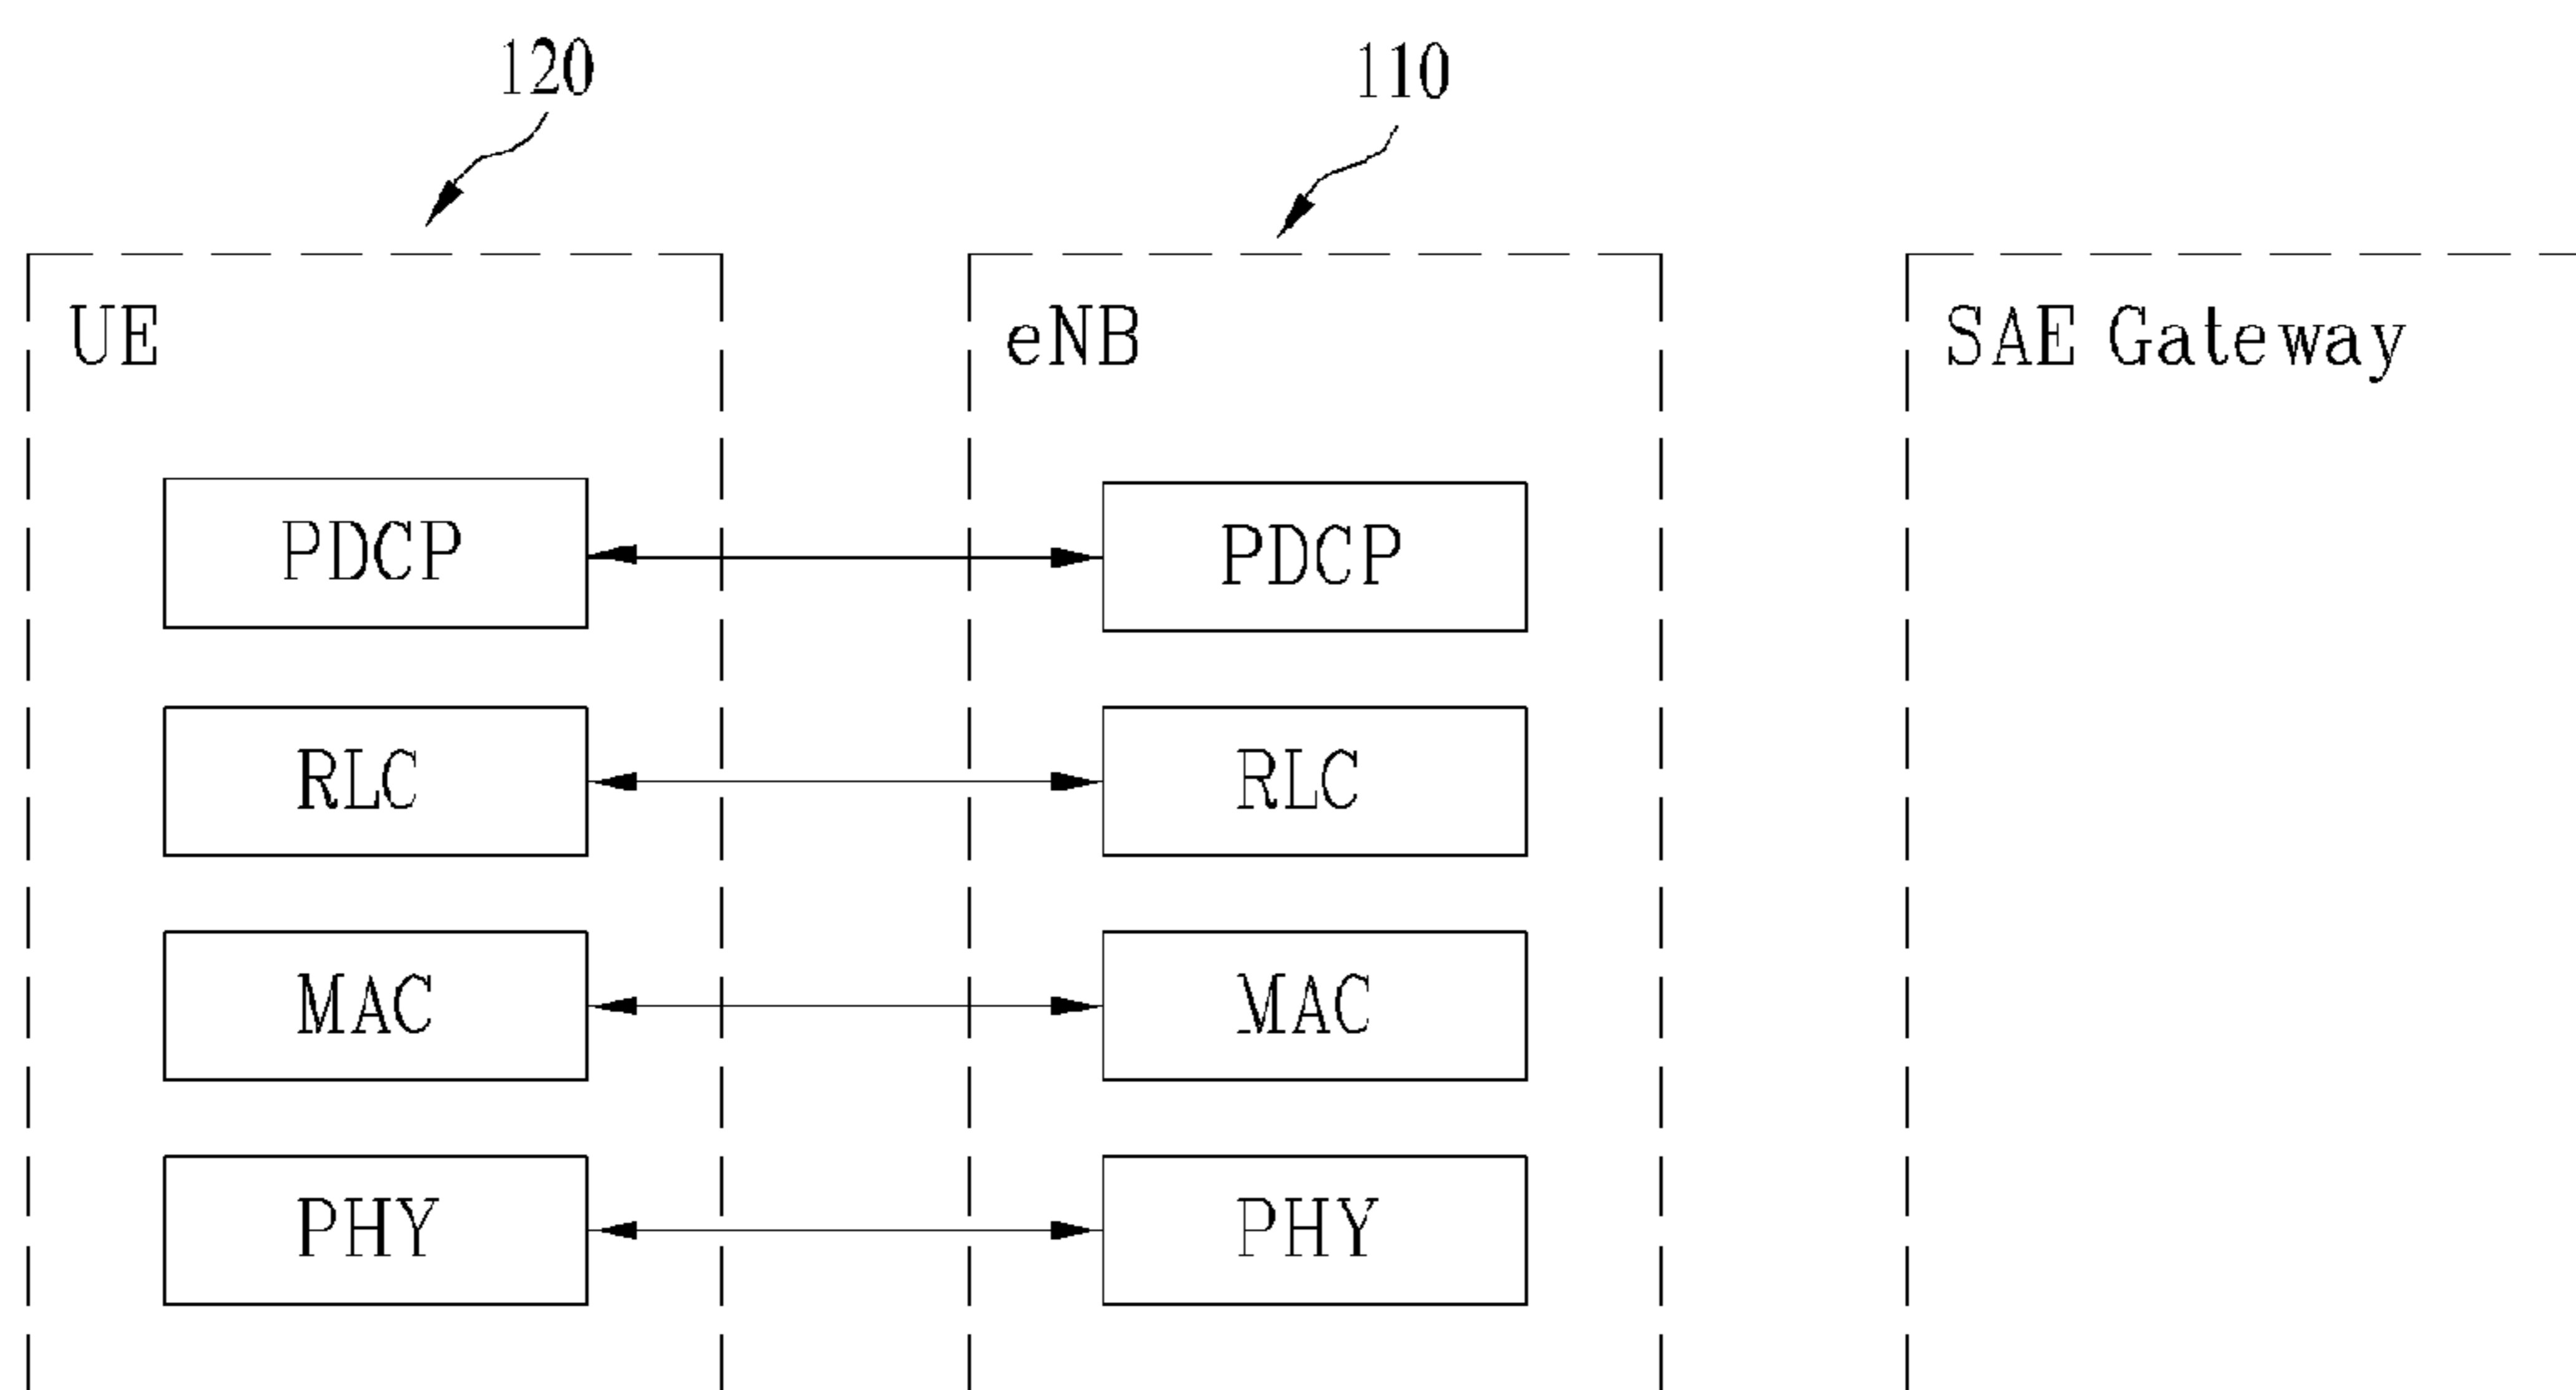 120
110
UE
eNB
SAE Gateway
PDCP
PDCP
RLC
RLC
MAC
MAC
PHY
PHY